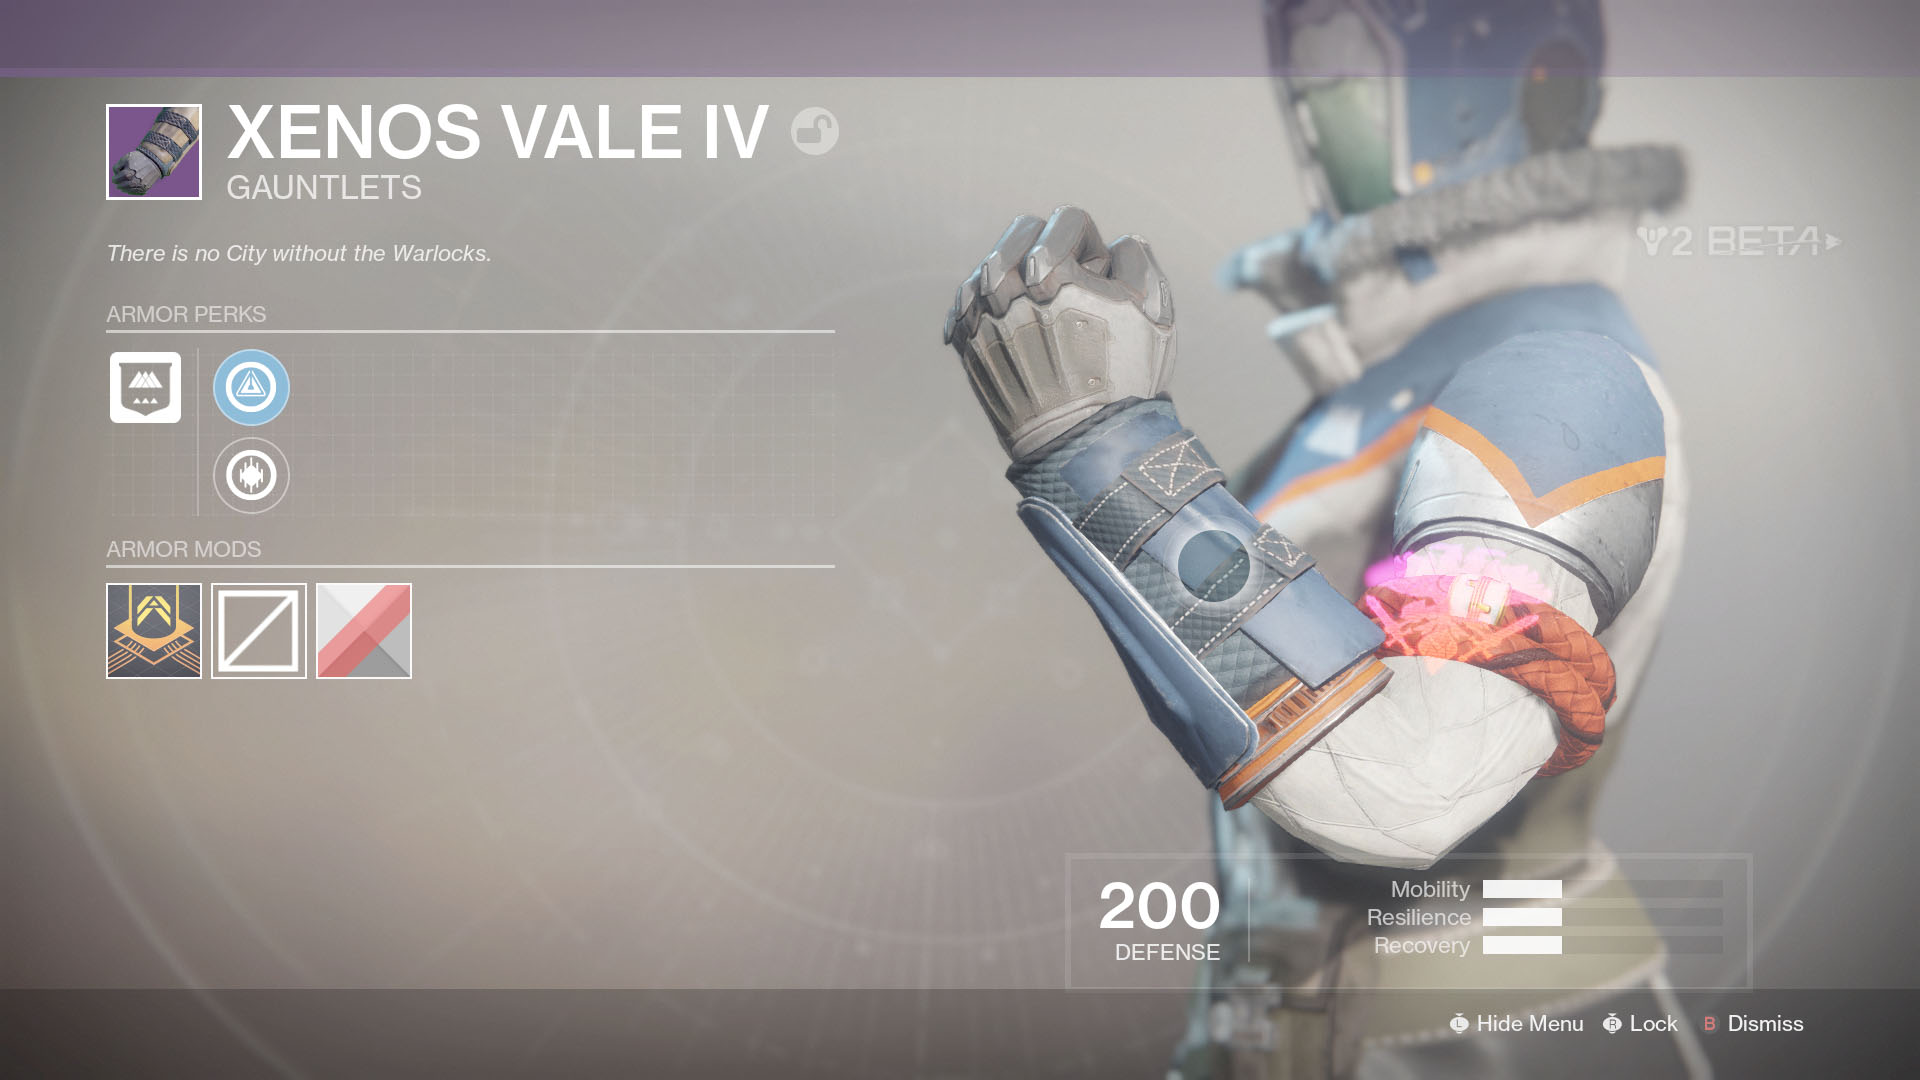 XENOS VALE IV
GAUNTLETS
There is no City without the Warlocks.
2 BETA
ARMOR PERKS
ARMOR MODS
200
DEFENSE
Mobility
Resilience
Recovery
L Hide Menu R Lock B Dismiss